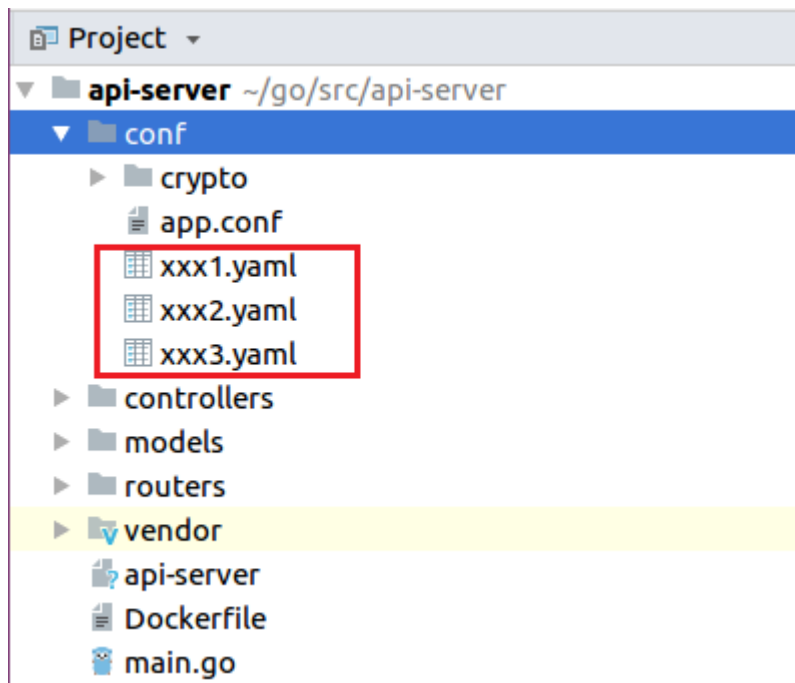 Project
api-server ~/go/src/api-server
conf
crypto
app.conf
xxx1.yaml
xxx2.yaml
xxx3.yaml
controllers
models
routers
vendor
api-server
Dockerfile
main.go